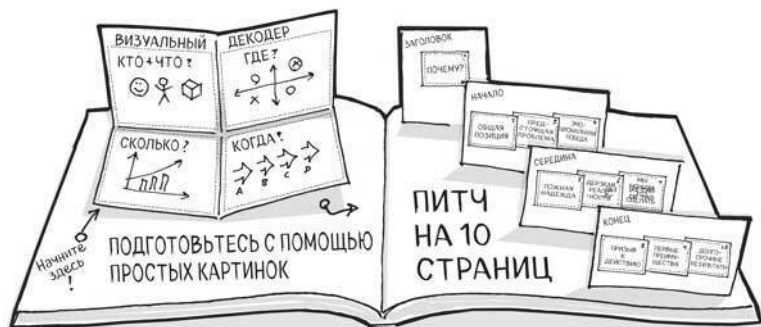 ВИЗУАЛЬНЫЙ ДЕКОДЕР
КТО + ЧТО?
ГДЕ?
СКОЛЬКО?
КОГДА?
A B C D
Начните
здесь!
ПОДГОТОВЬТЕСЬ С ПОМОЩЬЮ
ПРОСТЫХ КАРТИНОК
ЗАГОЛОВОК
ПОЧЕМУ?
НАЧАЛО
ОБЩАЯ
ПОЗИЦИЯ
ПРЕД-
СТОЯЩАЯ
ПРОБЛЕМА
ЭМО-
ЦИОНАЛЬНАЯ
ПОБЕДА
СЕРЕДИНА
ЛОЖНАЯ
НАДЕЖДА
ДЕРЗКАЯ
РЕАЛЬ-
НОСТЬ
КОНЕЦ
ПРИЗЫВ
К
ДЕЙСТВИЮ
ПЕРВЫЕ
ПРЕИМУ-
ЩЕСТВА
ДОЛГО-
СРОЧНЫЕ
РЕЗУЛЬТАТЫ
ПИТЧ
НА 10
СТРАНИЦ